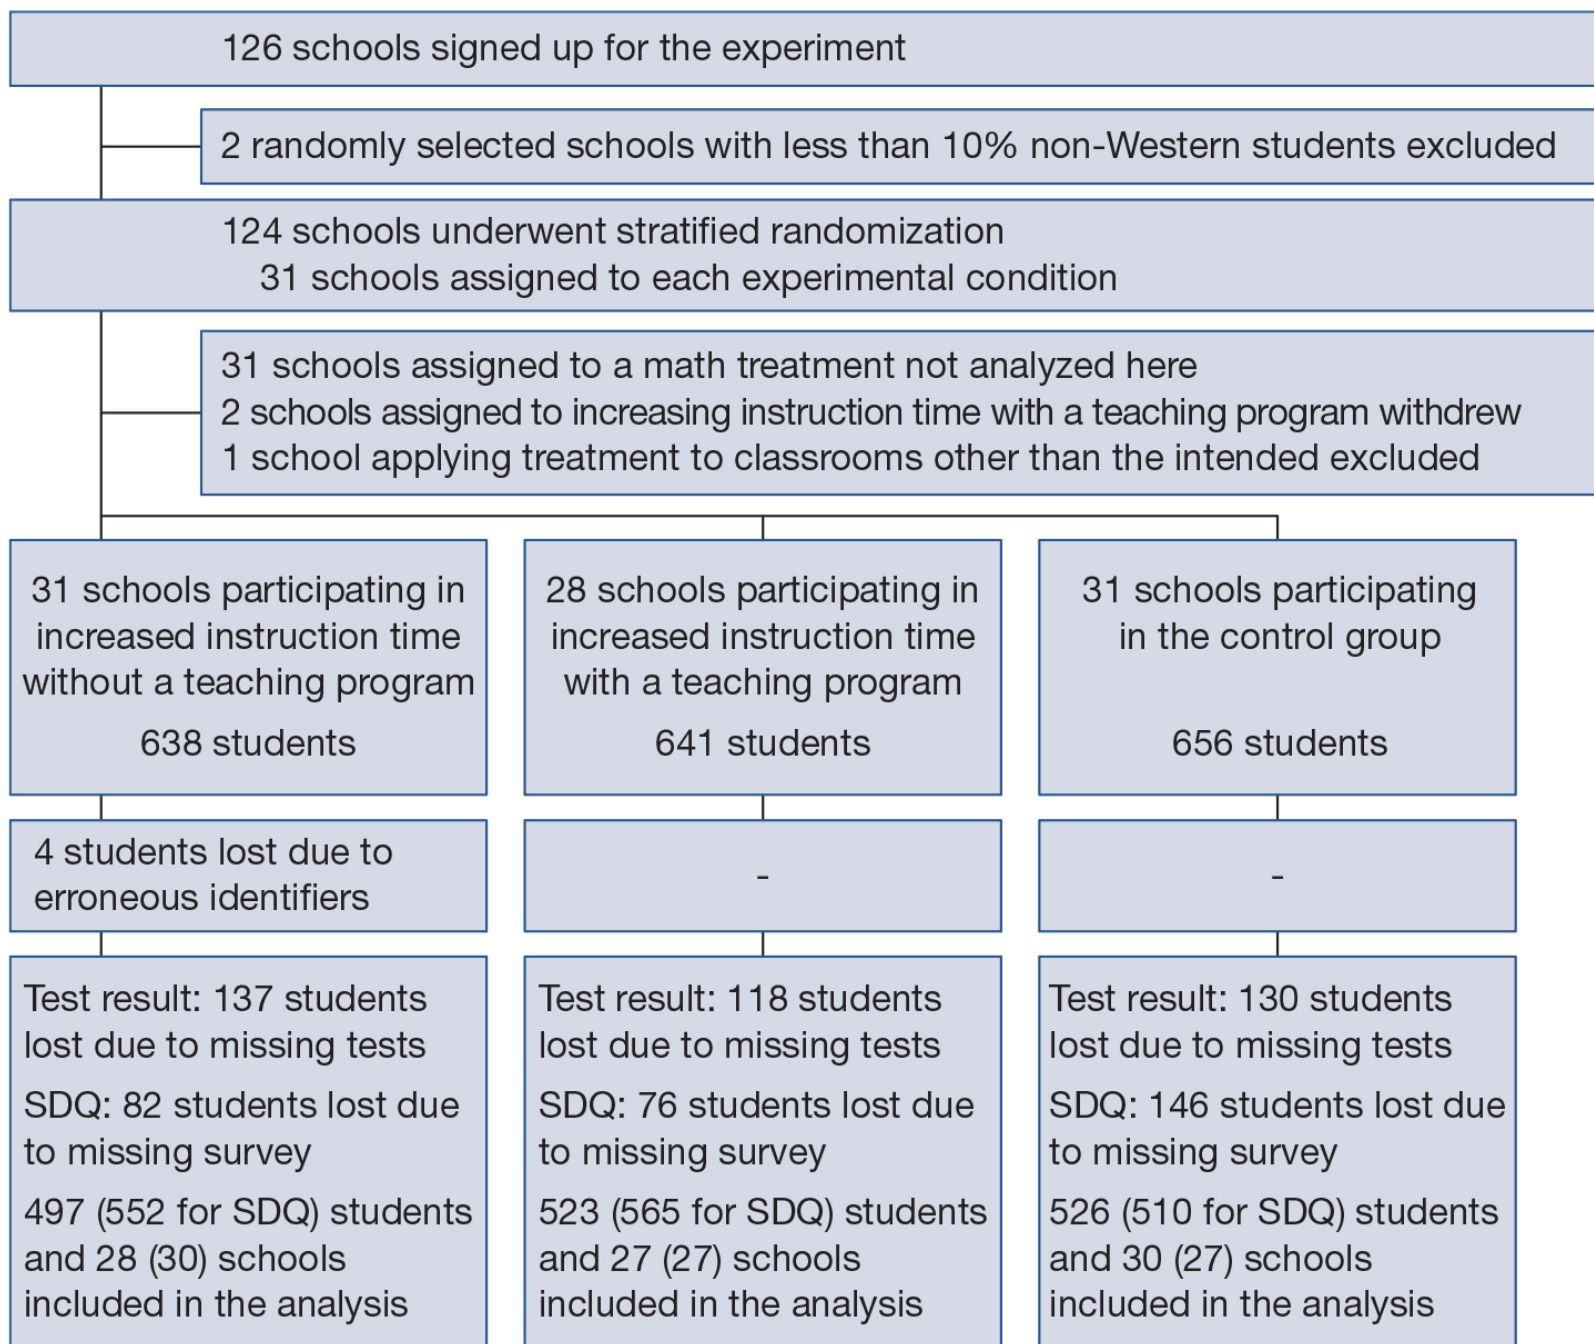 126 schools signed up for the experiment
2 randomly selected schools with less than 10% non-Western students excluded
124 schools underwent stratified randomization
31 schools assigned to each experimental condition
31 schools assigned to a math treatment not analyzed here
2 schools assigned to increasing instruction time with a teaching program withdrew
1 school applying treatment to classrooms other than the intended excluded
31 schools participating in
increased instruction time
without a teaching program
638 students
28 schools participating in
increased instruction time
with a teaching program
641 students
31 schools participating
in the control group
656 students
4 students lost due to
erroneous identifiers
-
-
Test result: 137 students
lost due to missing tests
SDQ: 82 students lost due
to missing survey
497 (552 for SDQ) students
and 28 (30) schools
included in the analysis
Test result: 118 students
lost due to missing tests
SDQ: 76 students lost due
to missing survey
523 (565 for SDQ) students
and 27 (27) schools
included in the analysis
Test result: 130 students
lost due to missing tests
SDQ: 146 students lost due
to missing survey
526 (510 for SDQ) students
and 30 (27) schools
included in the analysis